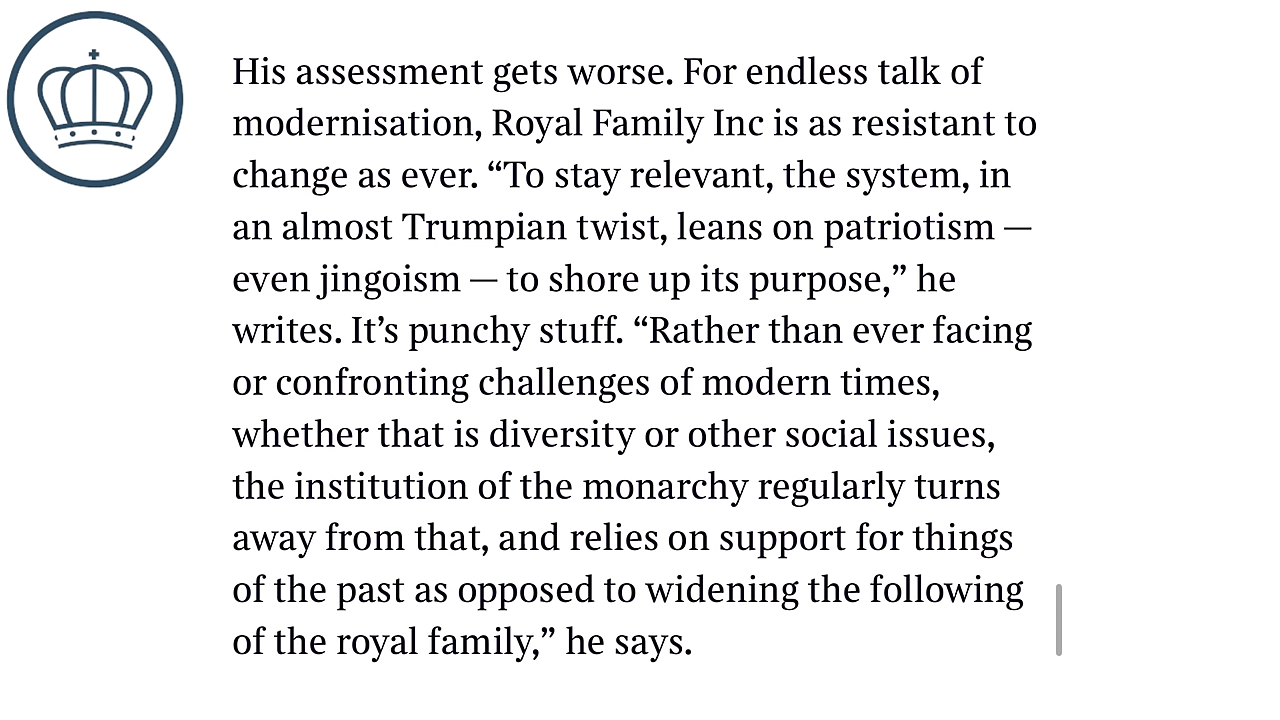 His assessment gets worse. For endless talk of
modernisation, Royal Family Inc is as resistant to
change as ever. “To stay relevant, the system, in
an almost Trumpian twist, leans on patriotism —
even jingoism — to shore up its purpose,” he
writes. It’s punchy stuff. “Rather than ever facing
or confronting challenges of modern times,
whether that is diversity or other social issues,
the institution of the monarchy regularly turns
away from that, and relies on support for things
of the past as opposed to widening the following
of the royal family,” he says.